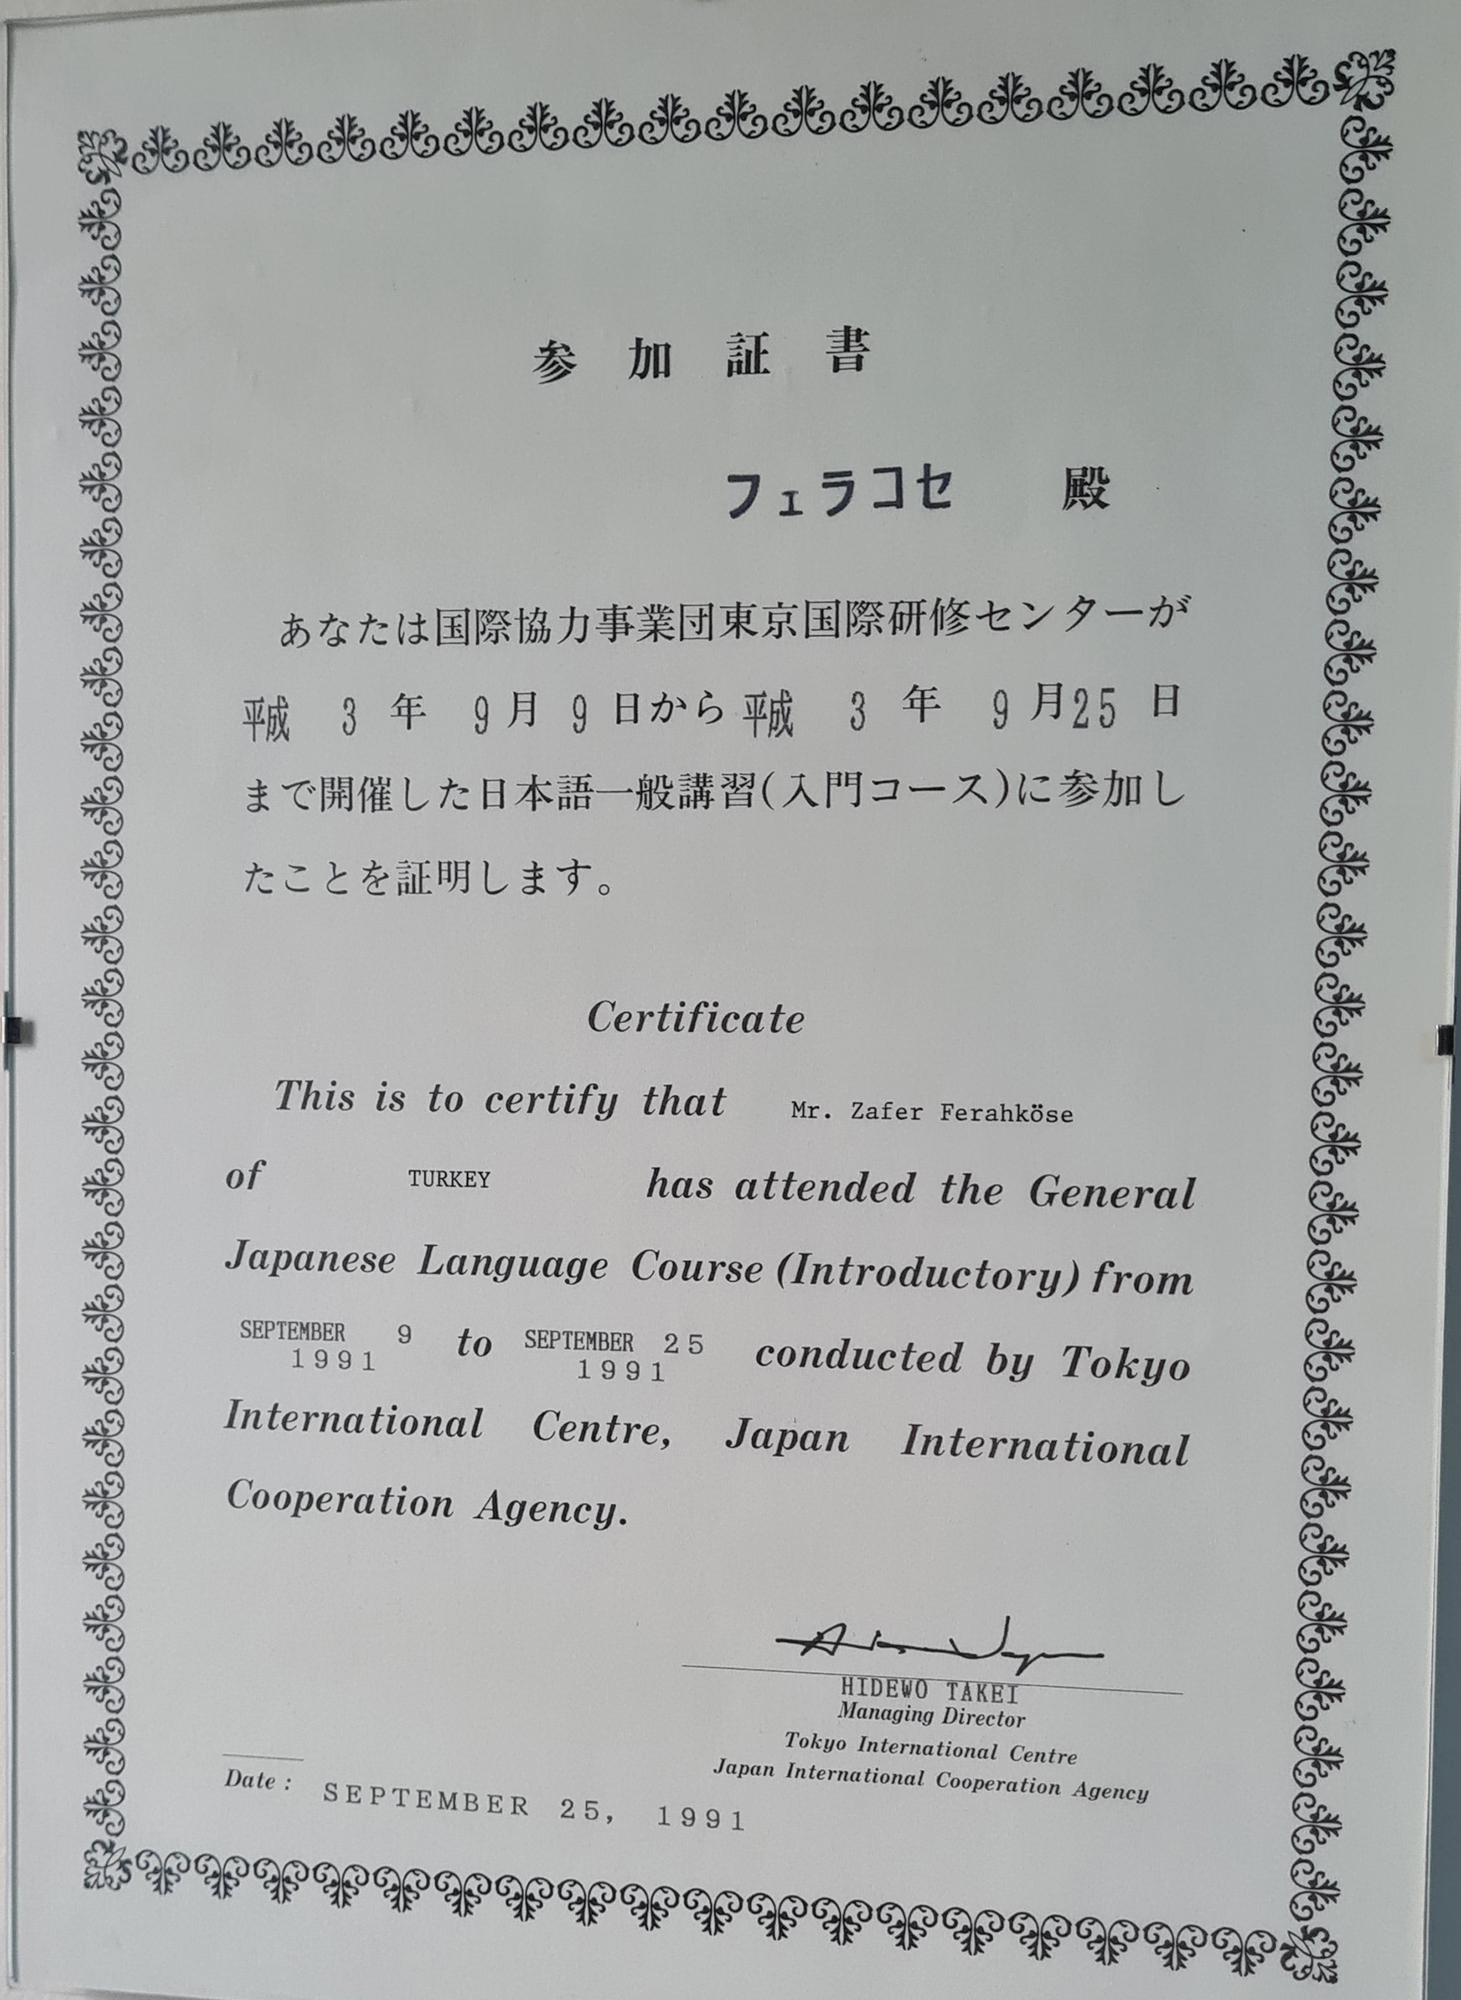 参加証書
フェラコセ 殿
あなたは国際協力事業団東京国際研修センターが
平成 3 年 9月 9 日から 平成 3 年 9 月25 日
まで開催した日本語一般講習(入門コース)に参加し
たことを証明します。
Certificate
This is to certify that Mr. Zafer Ferahköse
of TURKEY has attended the General
Japanese Language Course (Introductory) from
SEPTEMBER 9 1991 to SEPTEMBER 25 1991 conducted by Tokyo
International Centre, Japan International
Cooperation Agency.
HIDEWO TAKEI
Managing Director
Tokyo International Centre
Japan International Cooperation Agency
Date : SEPTEMBER 25, 1991